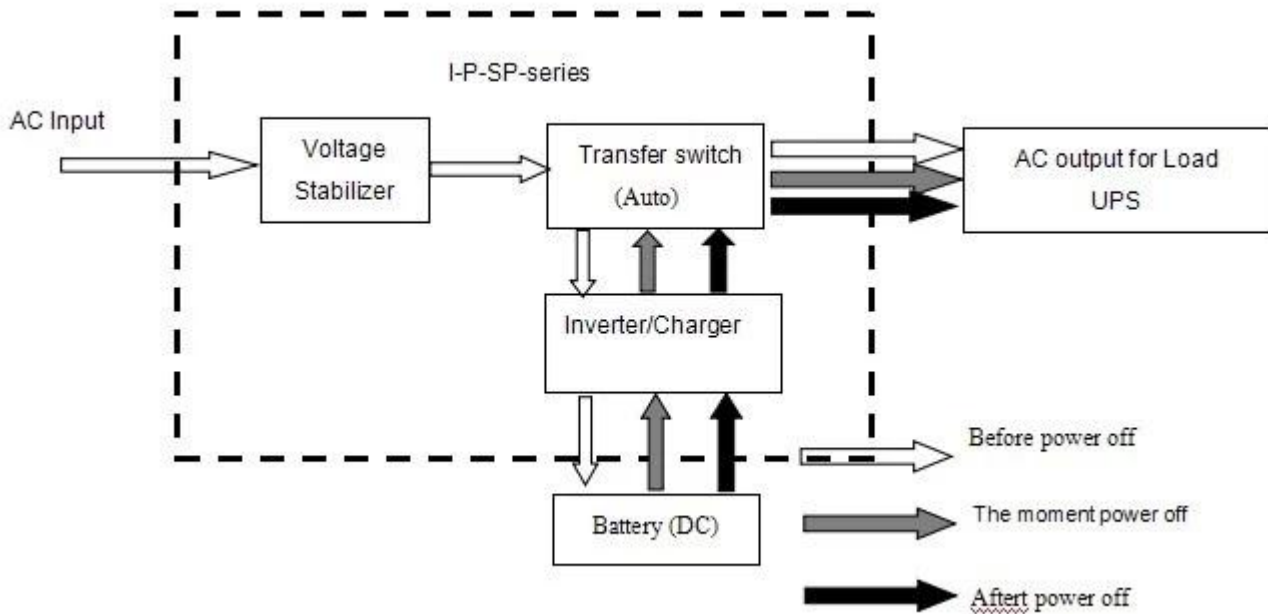 I-P-SP-series
AC Input
Voltage
Stabilizer
Transfer switch
(Auto)
AC output for Load
UPS
Inverter/Charger
Battery (DC)
Before power off
The moment power off
Aftert power off